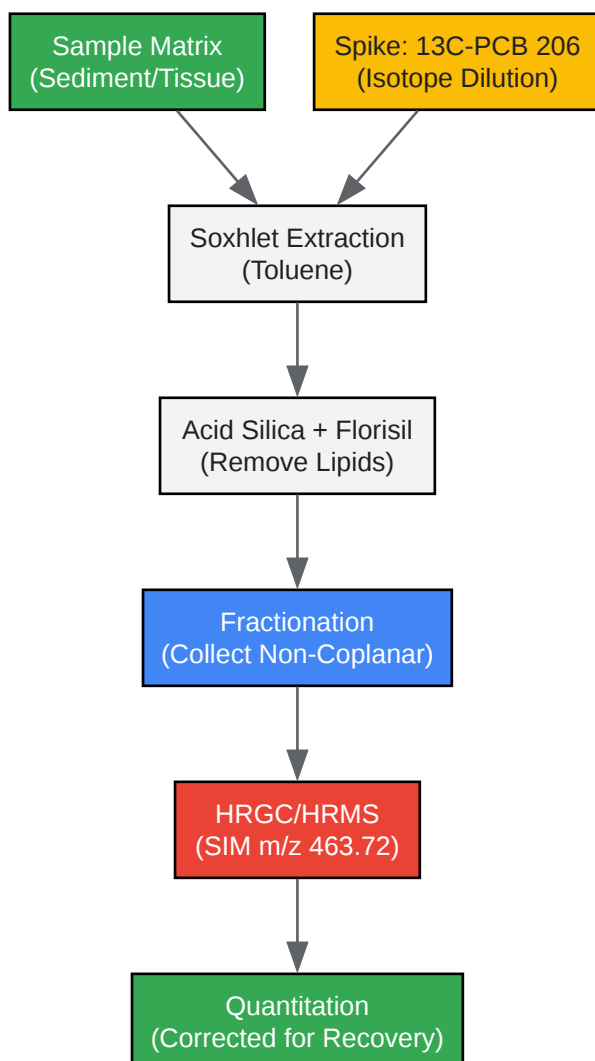 Sample Matrix
(Sediment/Tissue)
Spike: 13C-PCB 206
(Isotope Dilution)
Soxhlet Extraction
(Toluene)
Acid Silica + Florisil
(Remove Lipids)
Fractionation
(Collect Non-Coplanar)
HRGC/HRMS
(SIM m/z 463.72)
Quantitation
(Corrected for Recovery)